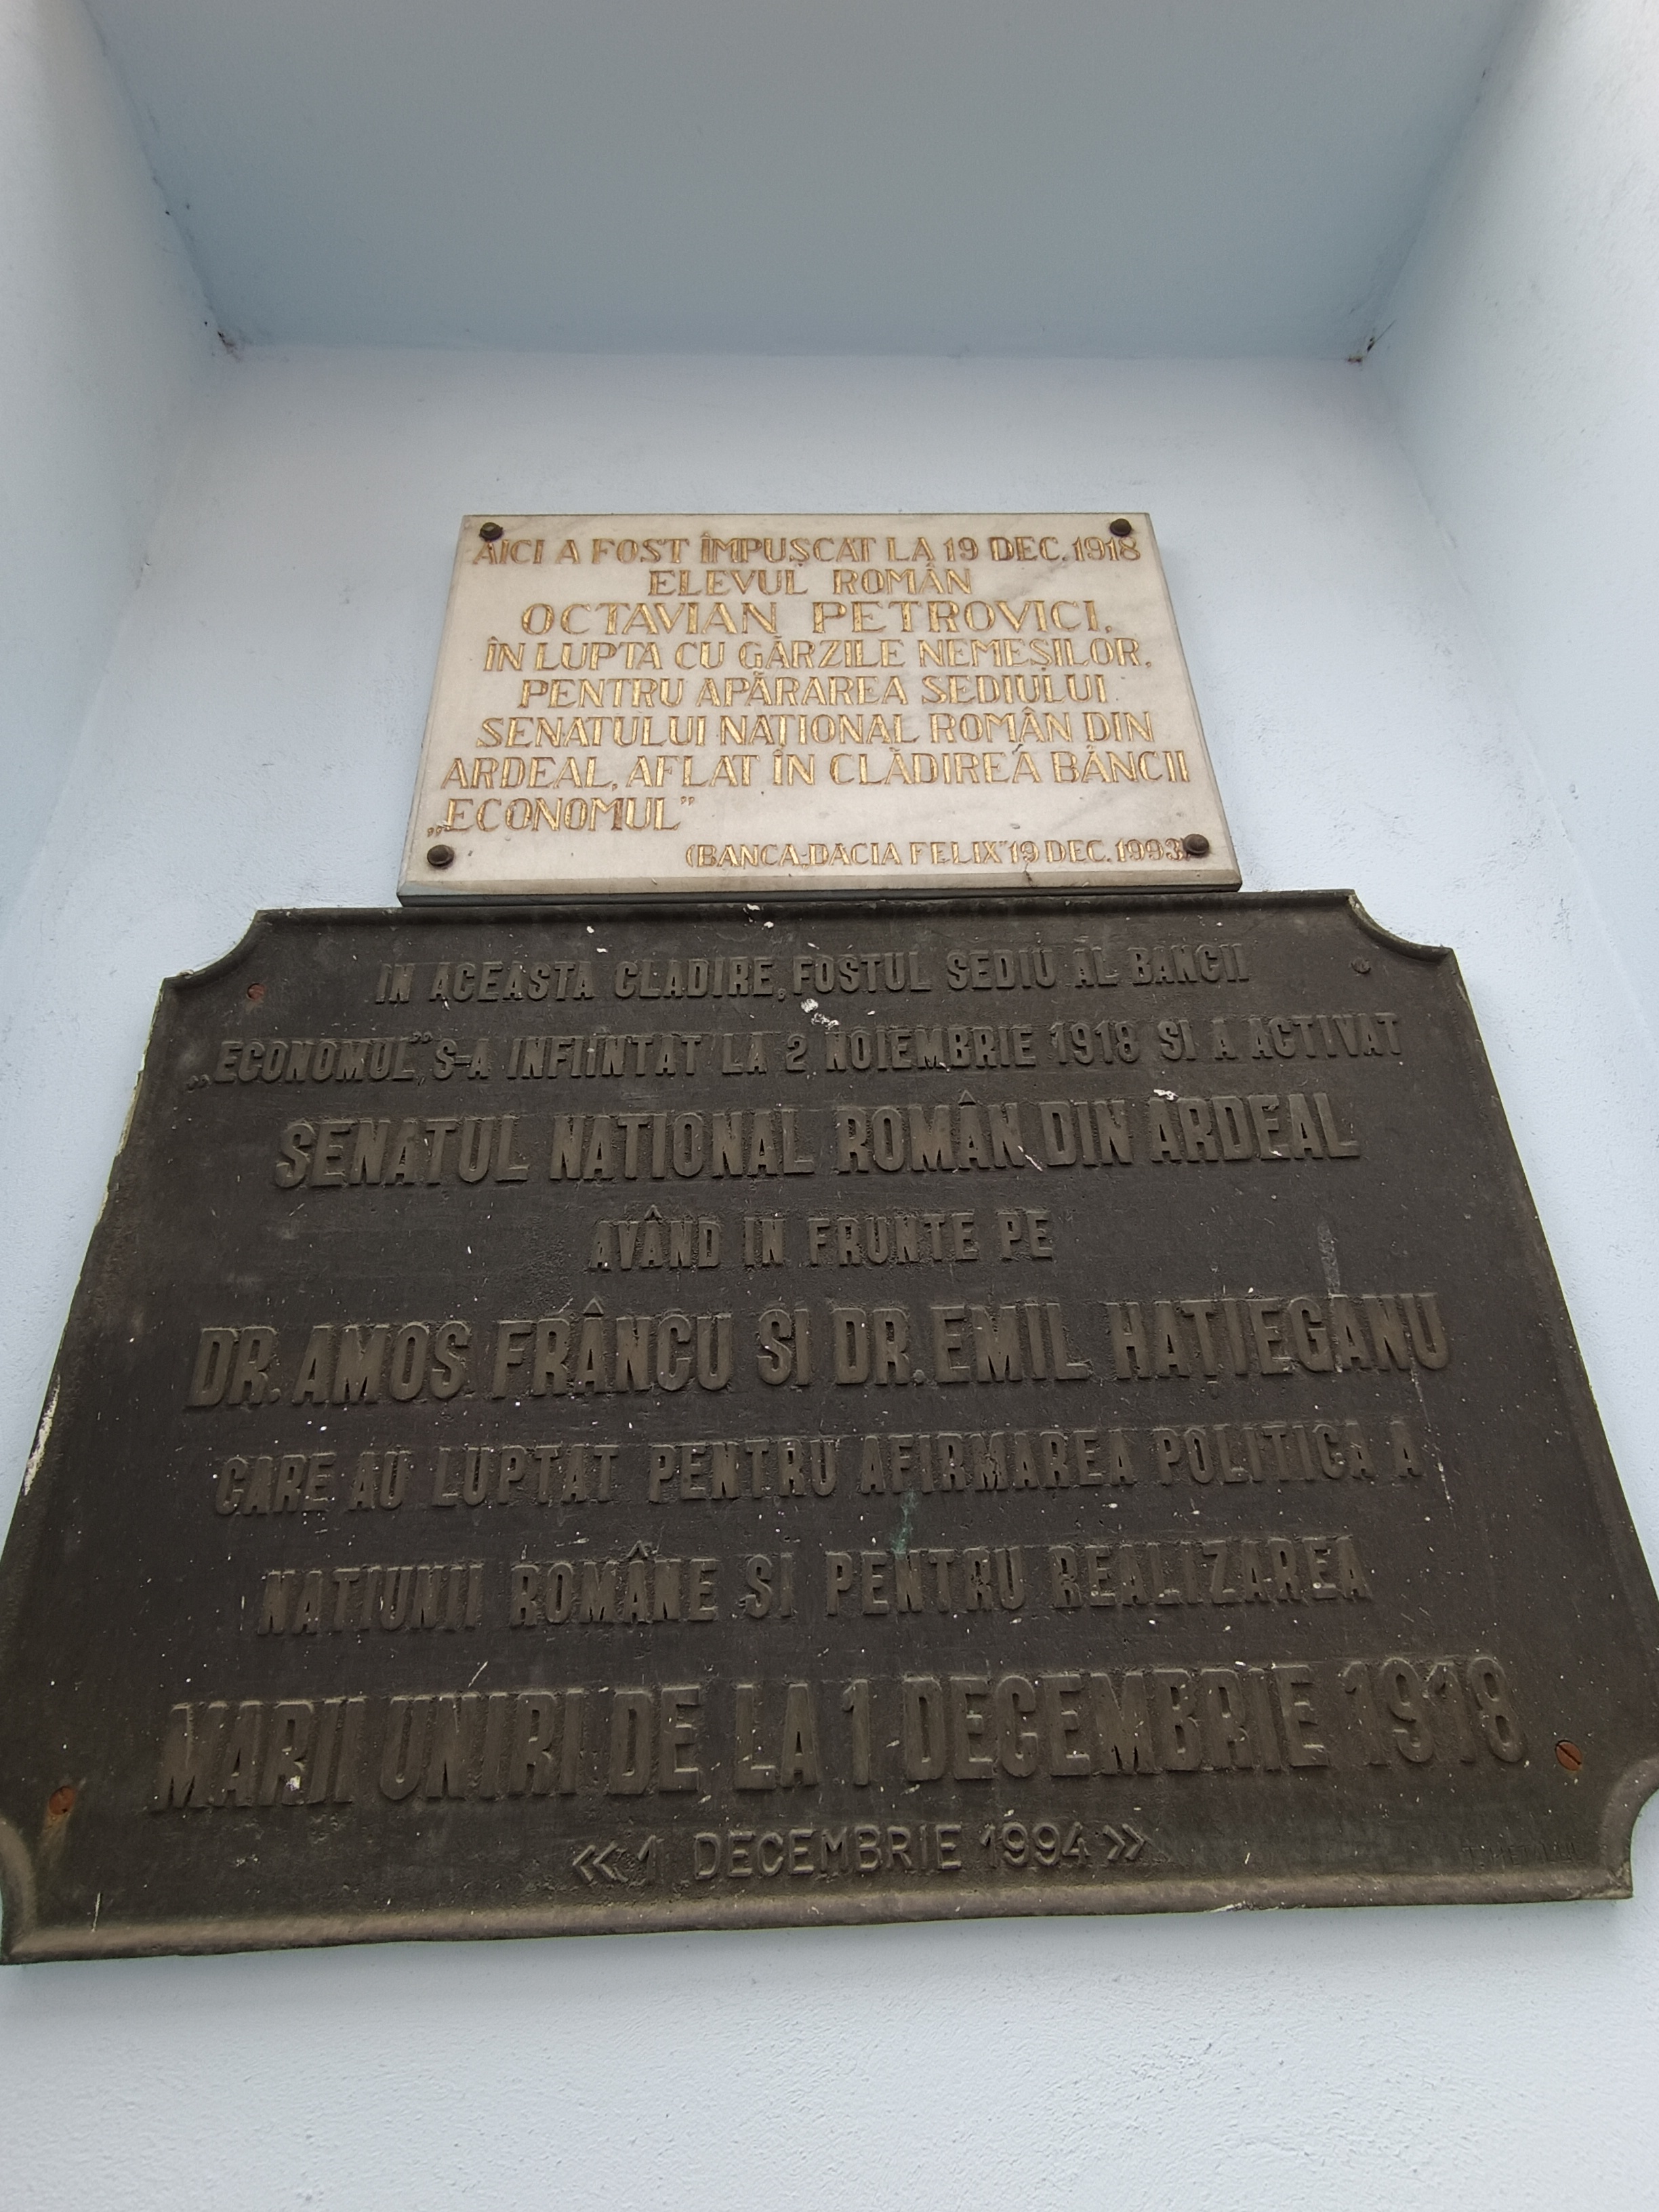 AICI A FOST ÎMPUȘCAT LA 19 DEC. 1918
ELEVUL ROMÂN
OCTAVIAN PETROVICI,
ÎN LUPTA CU GĂRZILE NEMEȘILOR,
PENTRU APĂRAREA SEDIULUI
SENATULUI NAȚIONAL ROMÂN DIN
ARDEAL, AFLAT ÎN CLĂDIREA BĂNCII
„ECONOMUL”
(BANCA„DACIA FELIX”19 DEC. 1993)
IN ACEASTA CLADIRE, FOSTUL SEDIU AL BANCII
„ECONOMUL”, S-A INFIINTAT LA 2 NOIEMBRIE 1918 SI A ACTIVAT
SENATUL NATIONAL ROMÂN DIN ARDEAL
AVÂND IN FRUNTE PE
DR. AMOS FRÂNCU SI DR. EMIL HAȚIEGANU
CARE AU LUPTAT PENTRU AFIRMAREA POLITICA A
NATIUNII ROMÂNE SI PENTRU REALIZAREA
MARII UNIRI DE LA 1 DECEMBRIE 1918
«1 DECEMBRIE 1994»